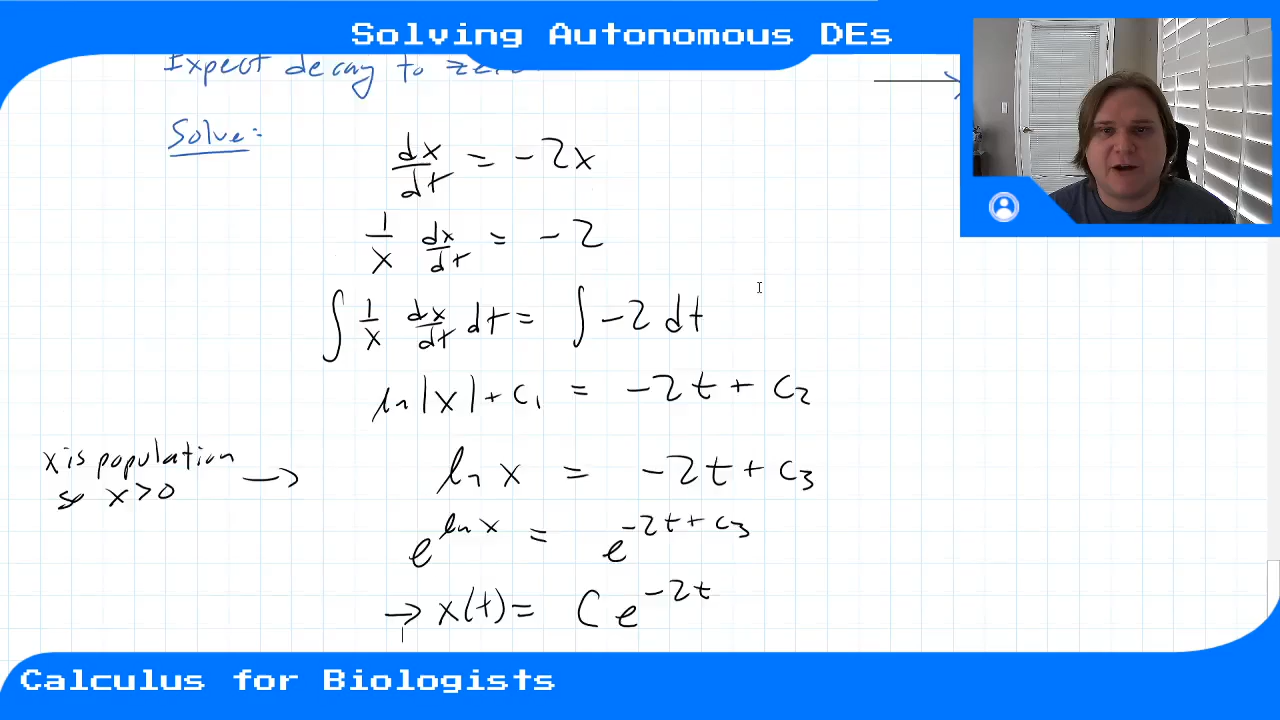 Solving Autonomous DEs
Expect decay to zero
Solve:
dx/dt = -2x
1/x dx/dt = -2
∫ 1/x dx/dt dt = ∫ -2 dt
ln|x| + c₁ = -2t + c₂
x is population
so x > 0 →
ln x = -2t + c₃
e^(ln x) = e^(-2t + c₃)
→ x(t) = C e^(-2t)
Calculus for Biologists